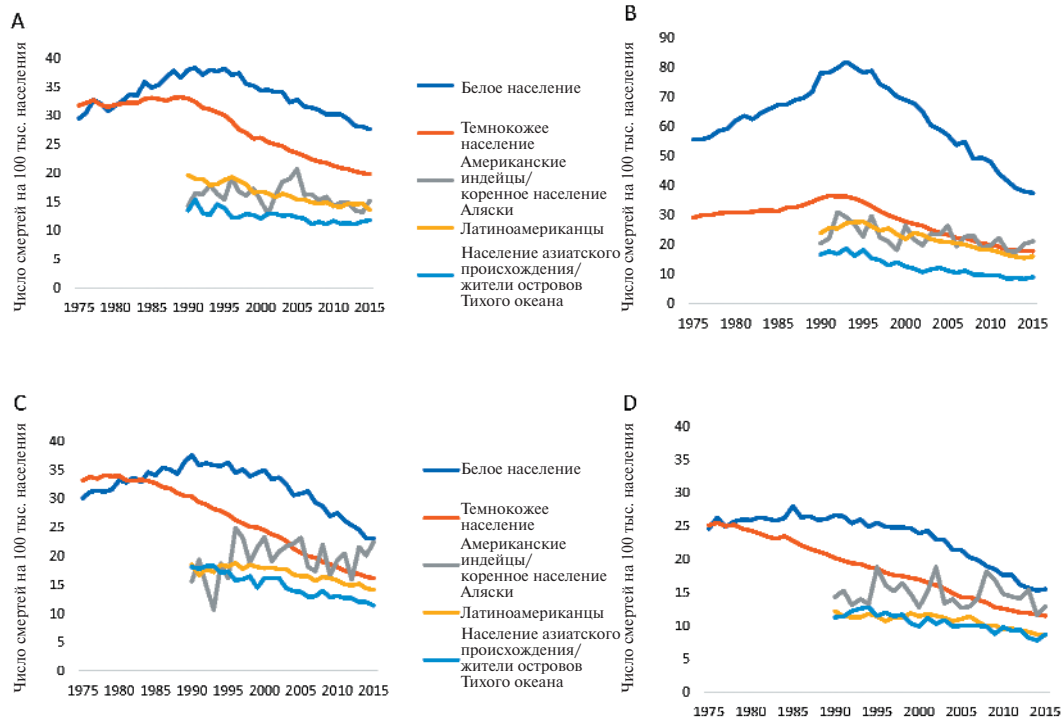 A
Число смертей на 100 тыс. населения
40
35
30
25
20
15
10
5
0
1975 1980 1985 1990 1995 2000 2005 2010 2015
Белое население
Темнокожее
население
Американские
индейцы/
коренное население
Аляски
Латиноамериканцы
Население азиатского
происхождения/
жители островов
Тихого океана
B
Число смертей на 100 тыс. населения
90
80
70
60
50
40
30
20
10
0
1975 1980 1985 1990 1995 2000 2005 2010 2015
C
Число смертей на 100 тыс. населения
40
35
30
25
20
15
10
5
0
1975 1980 1985 1990 1995 2000 2005 2010 2015
Белое население
Темнокожее
население
Американские
индейцы/
коренное население
Аляски
Латиноамериканцы
Население азиатского
происхождения/
жители островов
Тихого океана
D
Число смертей на 100 тыс. населения
40
35
30
25
20
15
10
5
0
1975 1980 1985 1990 1995 2000 2005 2010 2015